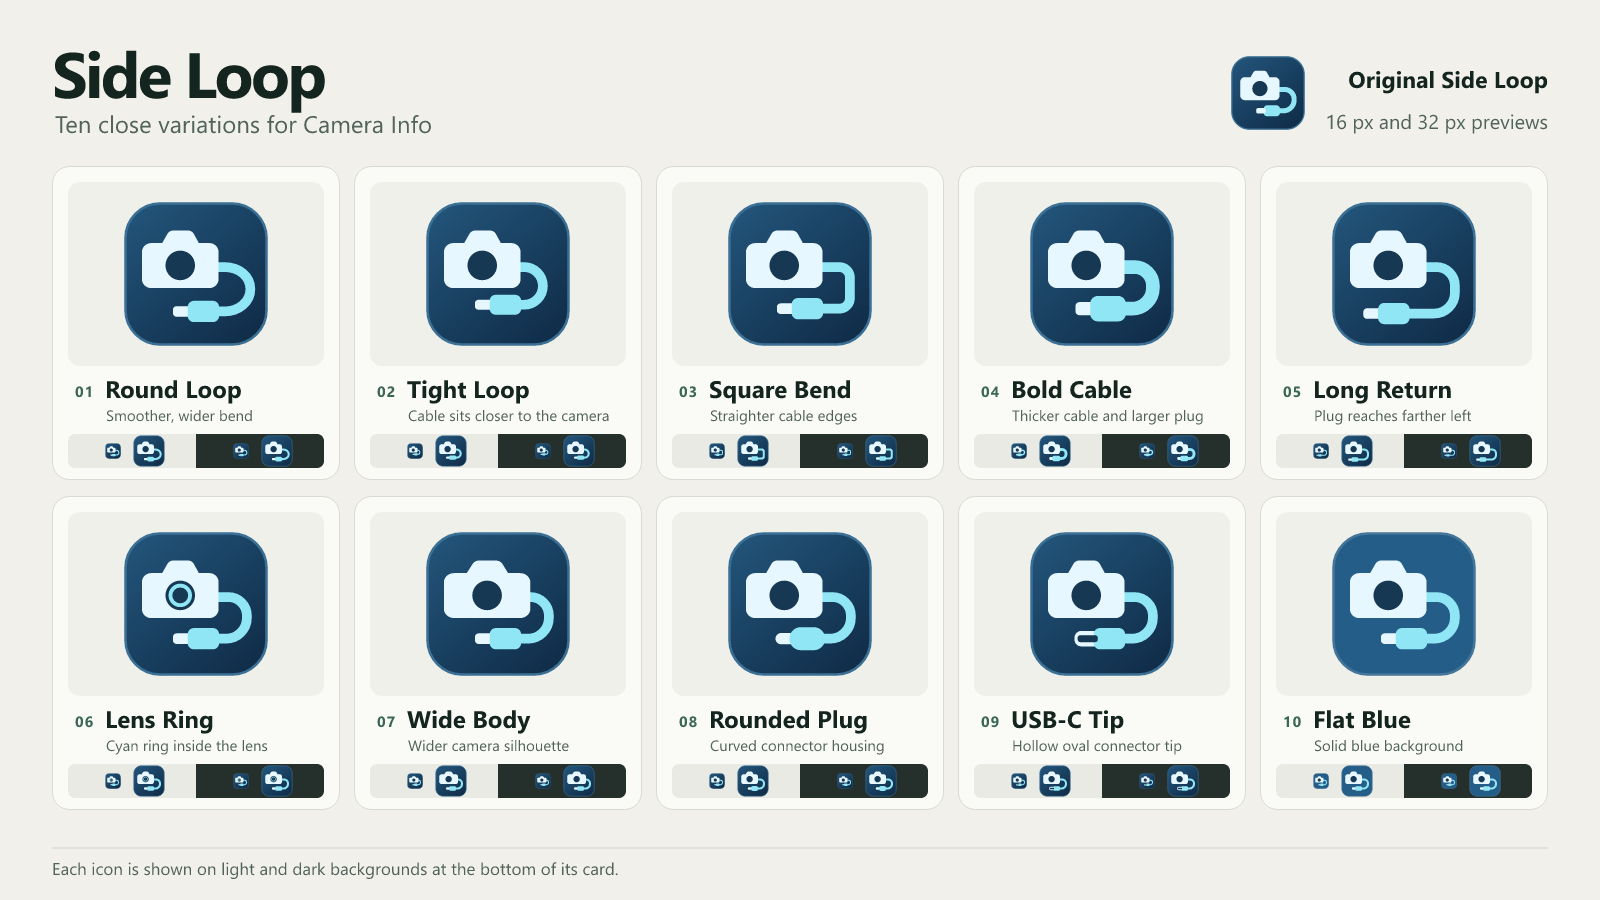 Side Loop
Ten close variations for Camera Info
Original Side Loop
16 px and 32 px previews
01 Round Loop
Smoother, wider bend
02 Tight Loop
Cable sits closer to the camera
03 Square Bend
Straighter cable edges
04 Bold Cable
Thicker cable and larger plug
05 Long Return
Plug reaches farther left
06 Lens Ring
Cyan ring inside the lens
07 Wide Body
Wider camera silhouette
08 Rounded Plug
Curved connector housing
09 USB-C Tip
Hollow oval connector tip
10 Flat Blue
Solid blue background
Each icon is shown on light and dark backgrounds at the bottom of its card.